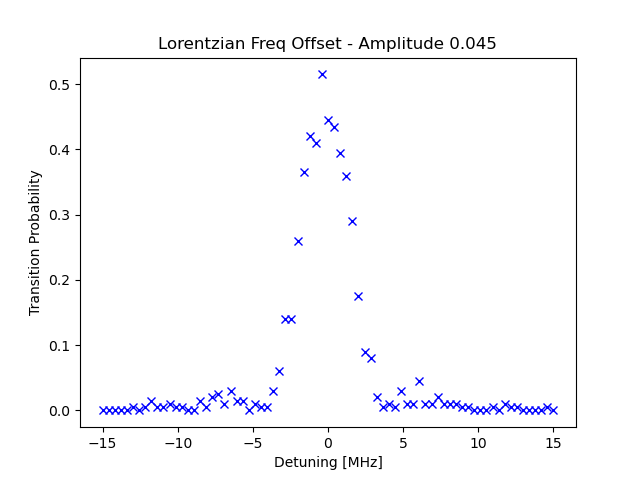 Lorentzian Freq Offset - Amplitude 0.045
Transition Probability
0.5
0.4
0.3
0.2
0.1
0.0
−15 −10 −5 0 5 10 15
Detuning [MHz]